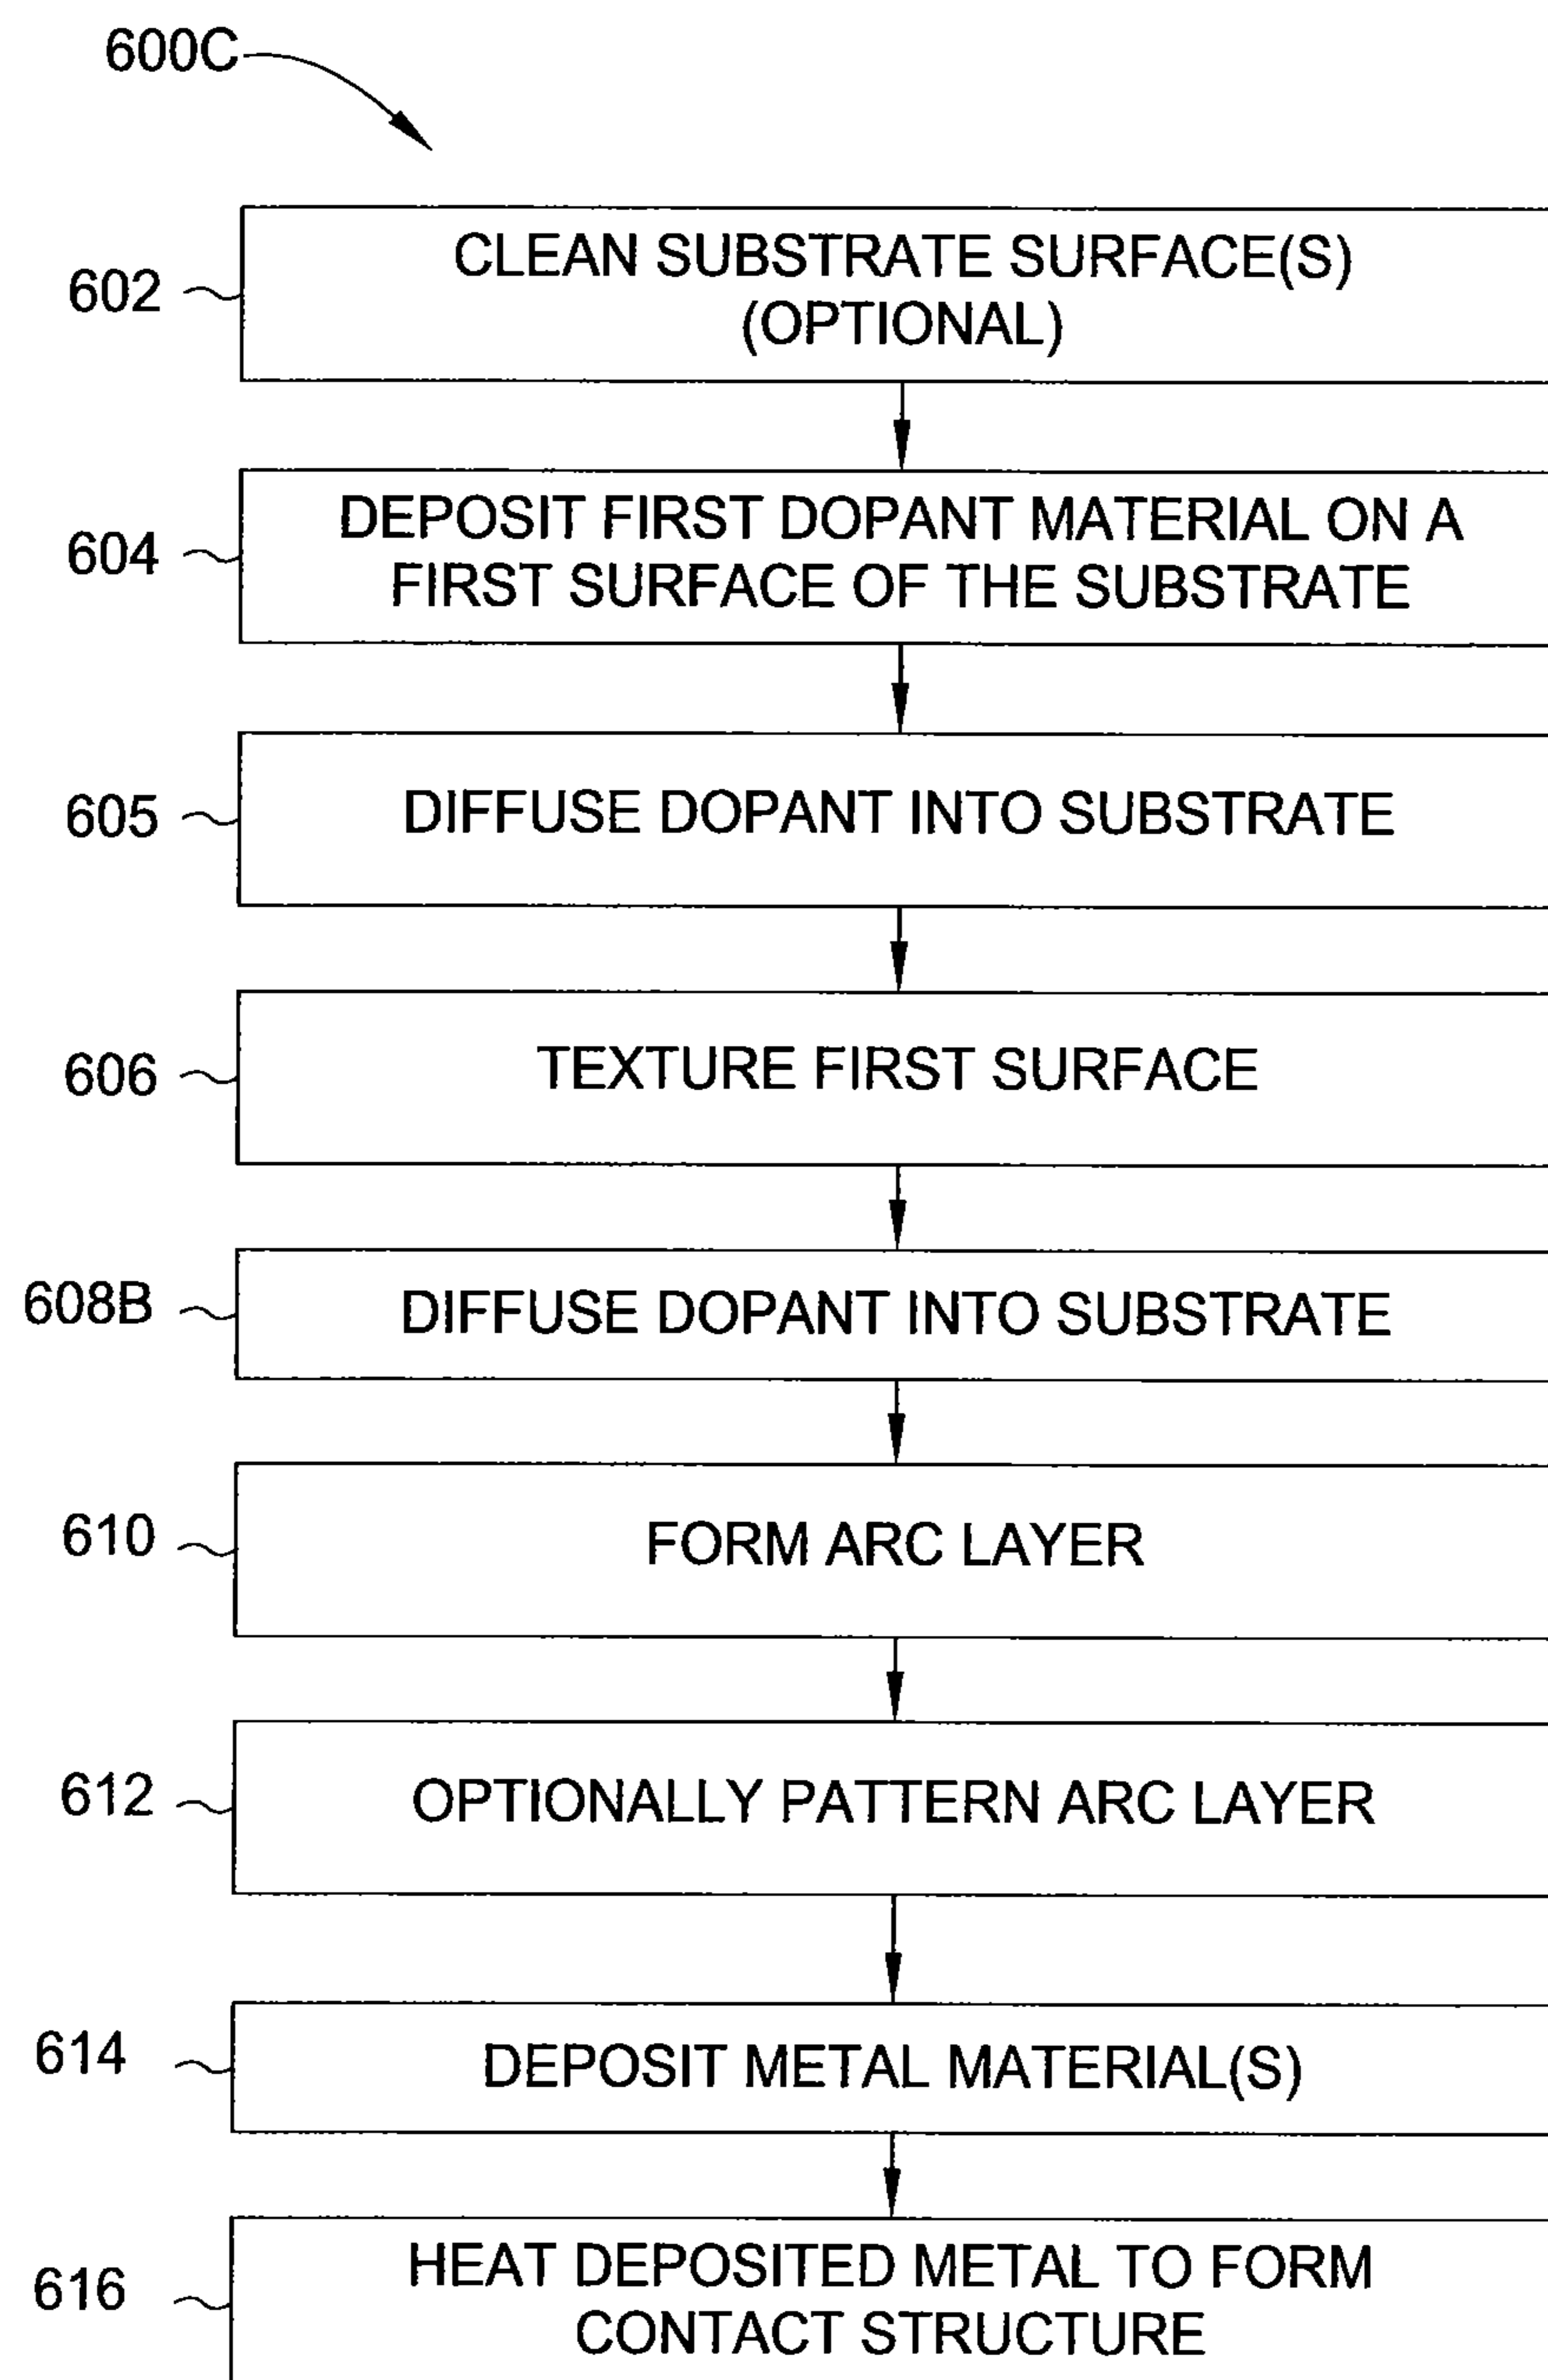 600C
602
CLEAN SUBSTRATE SURFACE(S)
(OPTIONAL)
604
DEPOSIT FIRST DOPANT MATERIAL ON A
FIRST SURFACE OF THE SUBSTRATE
605
DIFFUSE DOPANT INTO SUBSTRATE
606
TEXTURE FIRST SURFACE
608B
DIFFUSE DOPANT INTO SUBSTRATE
610
FORM ARC LAYER
612
OPTIONALLY PATTERN ARC LAYER
614
DEPOSIT METAL MATERIAL(S)
616
HEAT DEPOSITED METAL TO FORM
CONTACT STRUCTURE